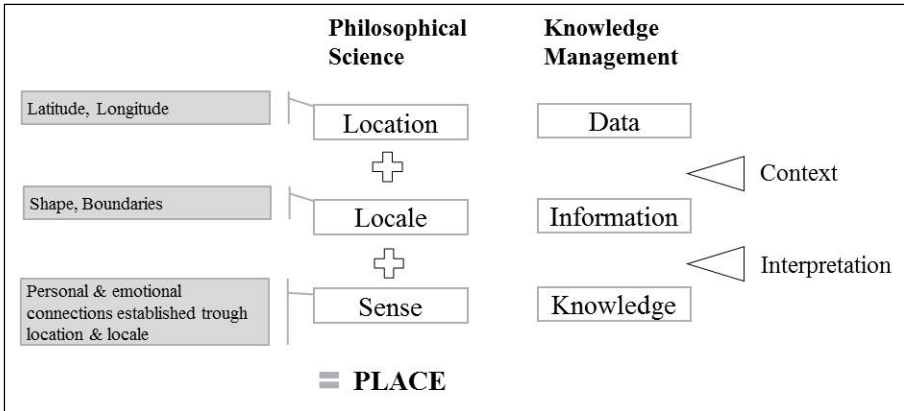 Philosophical
Science
Knowledge
Management
Latitude, Longitude
Location
Data
Context
Shape, Boundaries
Locale
Information
Interpretation
Personal & emotional
connections established trough
location & locale
Sense
Knowledge
= PLACE